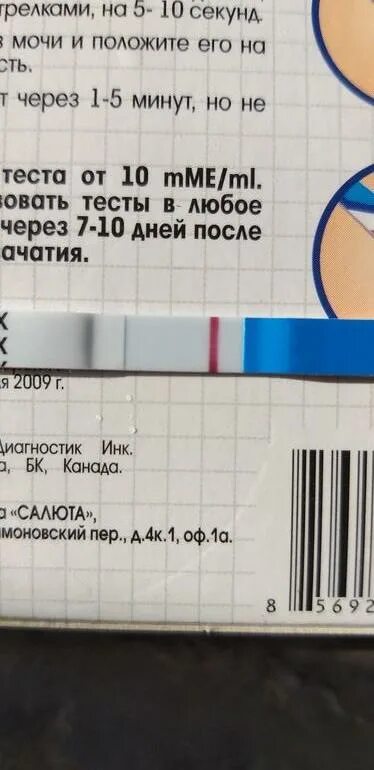 трелками, на 5- 10 секунд.
мочи и положите его на
сть.
т через 1-5 минут, но не
теста от 10 mME/ml.
зовать тесты в любое
через 7-10 дней после
ачатия.
Х
Х
я 2009 г.
Диагностик Инк.
а, БК, Канада.
а «САЛЮТА»,
моновский пер., д.4к.1, оф.1а.
8 5692